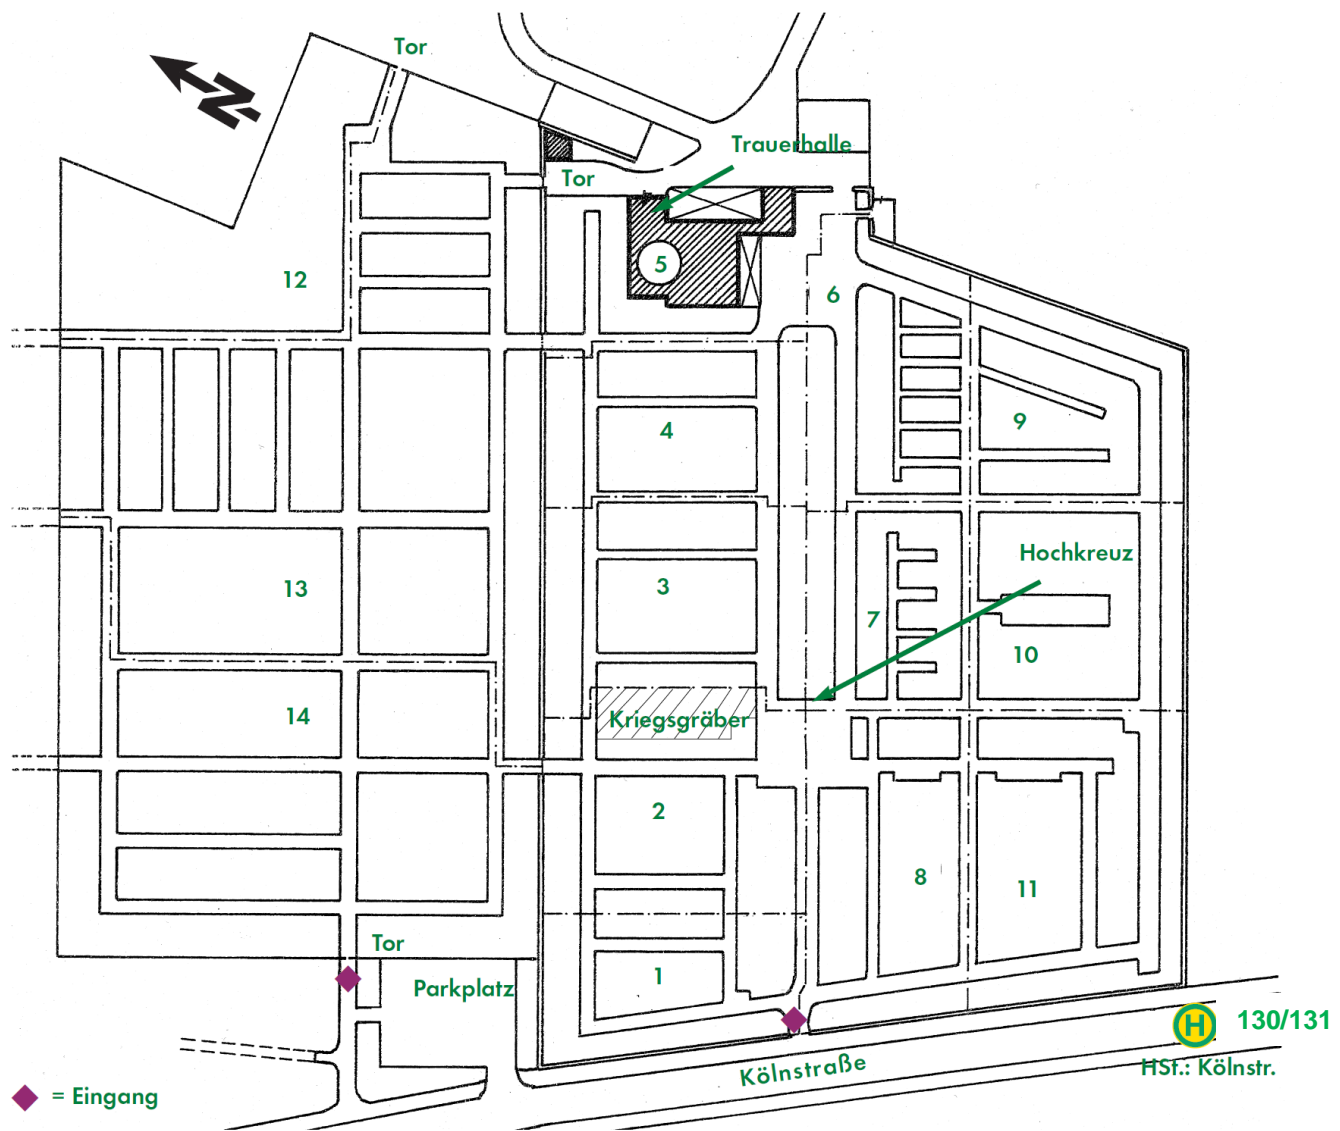 Tor
N
Trauerhalle
Tor
5
12
6
9
4
Hochkreuz
13
3
7
10
14
Kriegsgräber
2
8
11
Tor
1
Parkplatz
H
130/131
Kölnstraße
HSt.: Kölnstr.
= Eingang